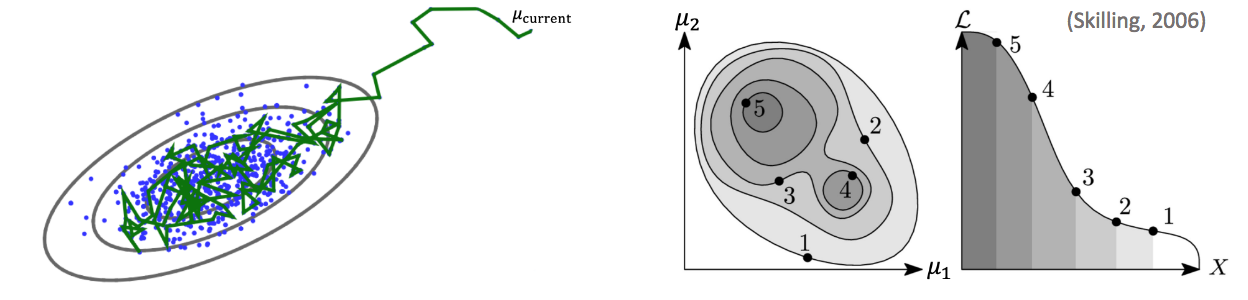 μcurrent
μ2
5
2
4
3
1
μ1
ℒ
(Skilling, 2006)
5
4
3
2
1
X